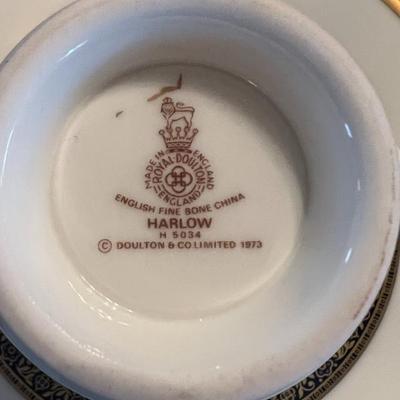 MADE IN ENGLAND
ROYAL·DOULTON
ENGLAND
ENGLISH FINE BONE CHINA
HARLOW
H 5034
© DOULTON & CO LIMITED 1973